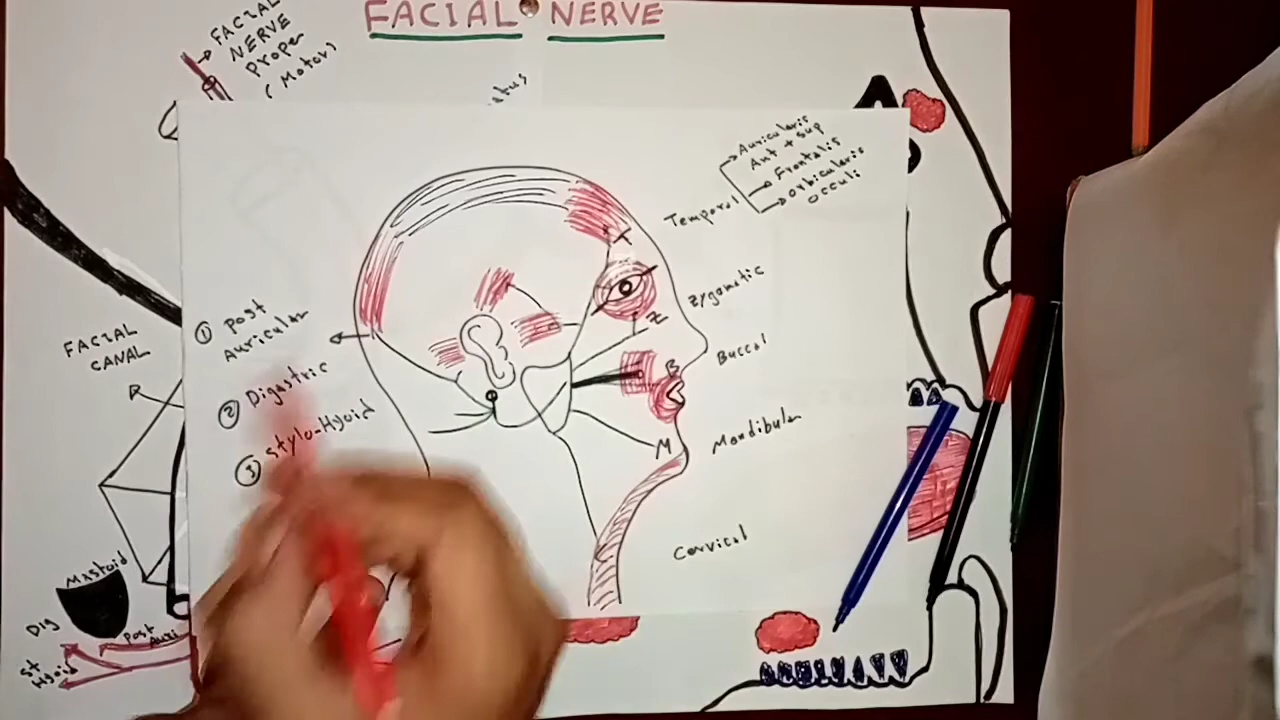 FACIAL NERVE
FACIAL
NERVE
Proper
(Motor)
Auricularis
Ant + sup
Frontalis
orbicularis
occuli
Temporal
T
Zygomatic
Z
① Post
Auricular
Buccal
B
② Digastric
Mandibular
M
③ stylo-Hyoid
Cervical
FACIAL
CANAL
Mastoid
Dig
Post
Auri
St
Hyoid